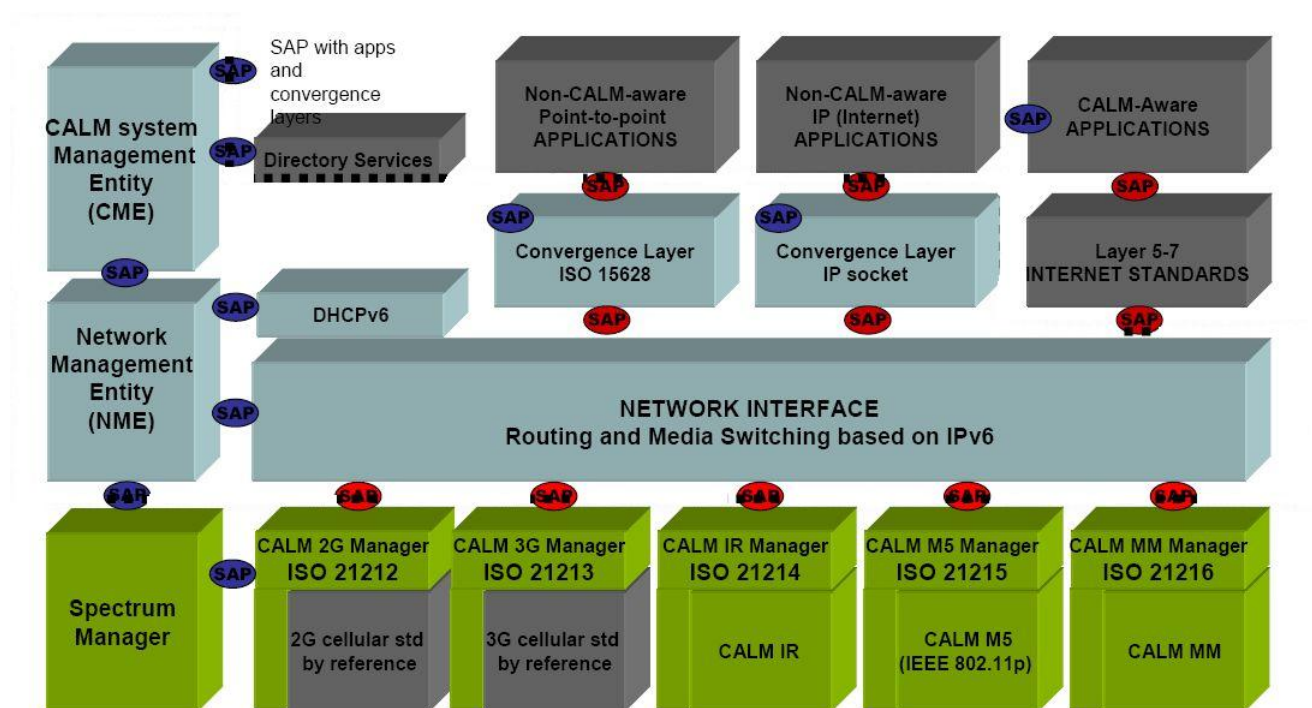 SAP with apps
and
convergence
layers
SAP
SAP
CALM system
Management
Entity
(CME)
Directory Services
Non-CALM-aware
Point-to-point
APPLICATIONS
Non-CALM-aware
IP (Internet)
APPLICATIONS
SAP
CALM-Aware
APPLICATIONS
SAP
SAP
SAP
SAP
Convergence Layer
ISO 15628
SAP
Convergence Layer
IP socket
Layer 5-7
INTERNET STANDARDS
SAP
SAP
SAP
SAP
SAP
DHCPv6
Network
Management
Entity
(NME)
SAP
NETWORK INTERFACE
Routing and Media Switching based on IPv6
SAP
SAP
SAP
SAP
SAP
SAP
Spectrum
Manager
SAP
CALM 2G Manager
ISO 21212
2G cellular std
by reference
CALM 3G Manager
ISO 21213
3G cellular std
by reference
CALM IR Manager
ISO 21214
CALM IR
CALM M5 Manager
ISO 21215
CALM M5
(IEEE 802.11p)
CALM MM Manager
ISO 21216
CALM MM